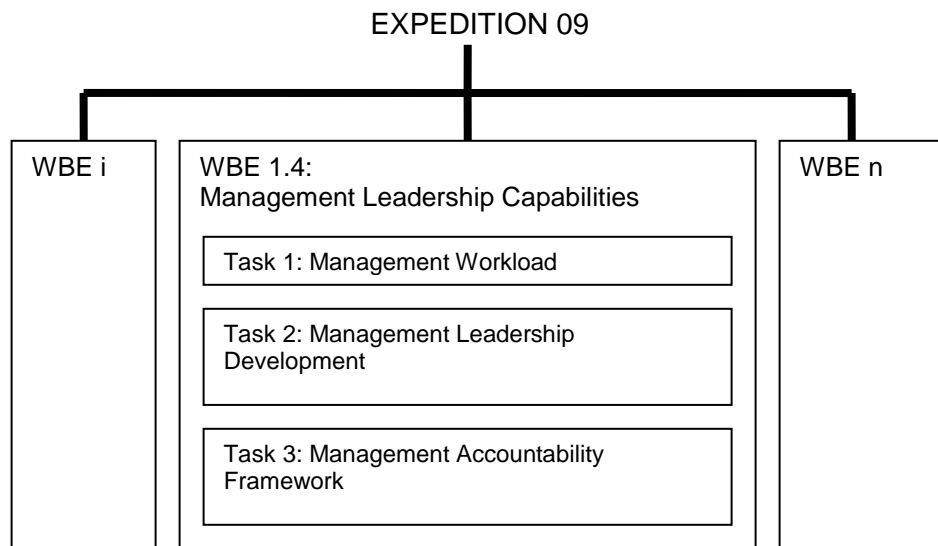 EXPEDITION 09
WBE i
WBE 1.4:
Management Leadership Capabilities
Task 1: Management Workload
Task 2: Management Leadership
Development
Task 3: Management Accountability
Framework
WBE n